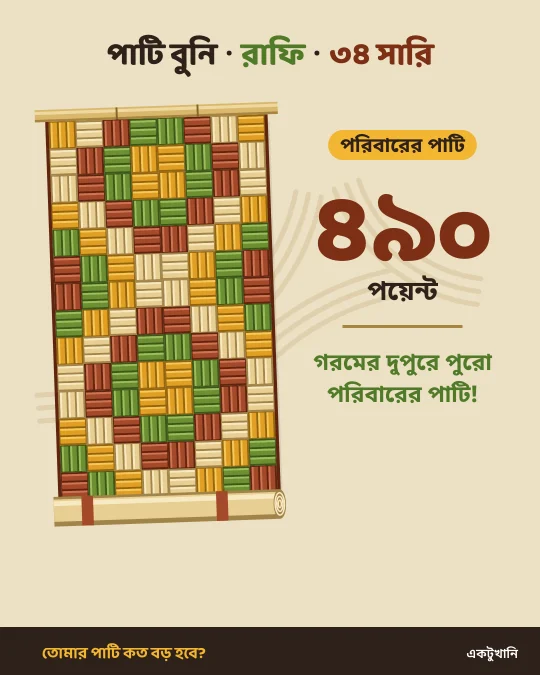 পাটি বুনি · রাফি · ৩৪ সারি
পরিবারের পাটি
৪৯০
পয়েন্ট
গরমের দুপুরে পুরো
পরিবারের পাটি!
তোমার পাটি কত বড় হবে?
একটুখানি